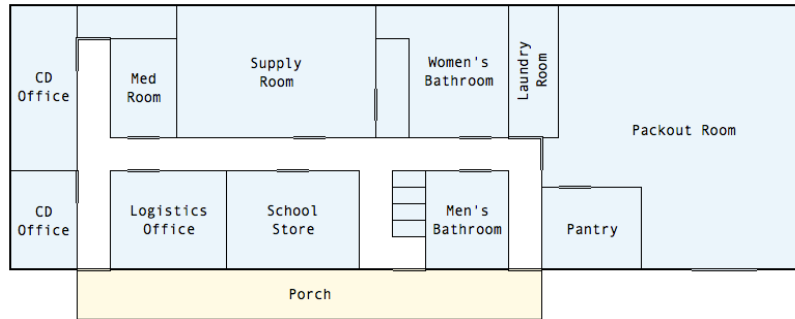 CD
Office
Med
Room
Supply
Room
Women's
Bathroom
Laundry
Room
Packout Room
CD
Office
Logistics
Office
School
Store
Men's
Bathroom
Pantry
Porch